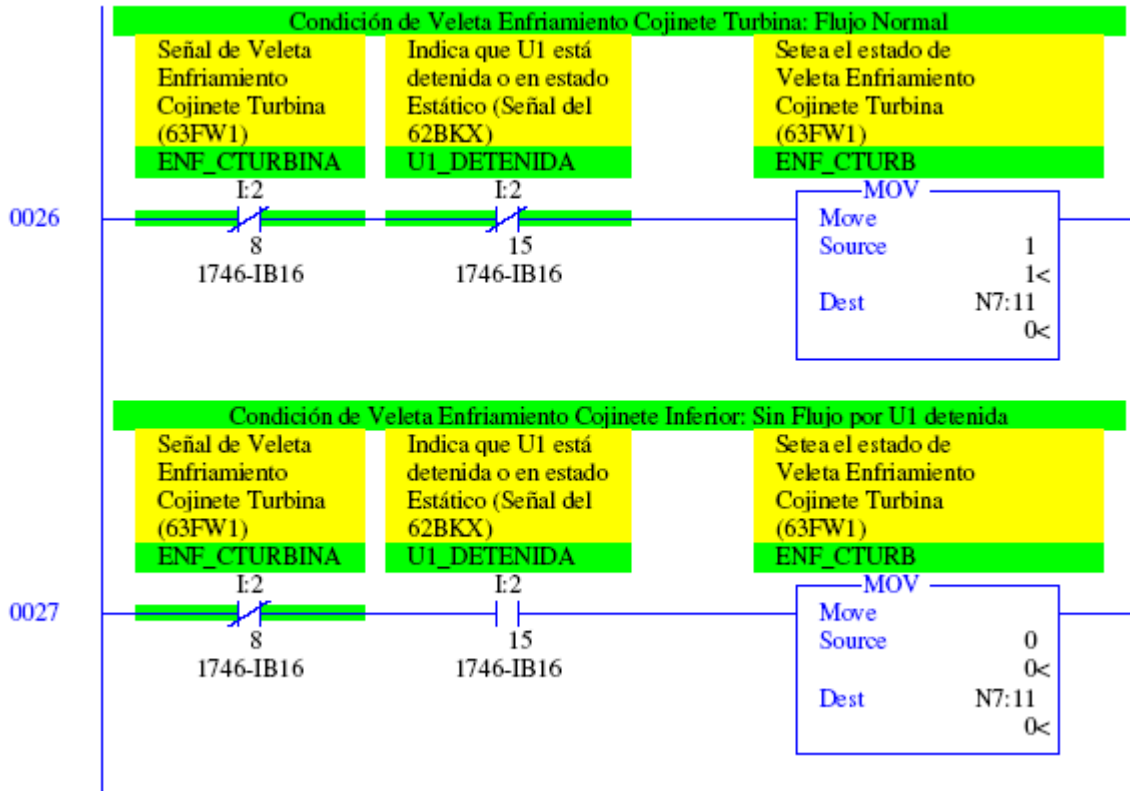 Condición de Veleta Enfriamiento Cojinete Turbina: Flujo Normal
Señal de Veleta
Enfriamiento
Cojinete Turbina
(63FW1)
ENF_CTURBINA
Indica que U1 está
detenida o en estado
Estático (Señal del
62BKX)
U1_DETENIDA
Setea el estado de
Veleta Enfriamiento
Cojinete Turbina
(63FW1)
ENF_CTURB
0026
I:2
8
1746-IB16
I:2
15
1746-IB16
MOV
Move
Source 1
1<
Dest N7:11
0<
Condición de Veleta Enfriamiento Cojinete Inferior: Sin Flujo por U1 detenida
Señal de Veleta
Enfriamiento
Cojinete Turbina
(63FW1)
ENF_CTURBINA
Indica que U1 está
detenida o en estado
Estático (Señal del
62BKX)
U1_DETENIDA
Setea el estado de
Veleta Enfriamiento
Cojinete Turbina
(63FW1)
ENF_CTURB
0027
I:2
8
1746-IB16
I:2
15
1746-IB16
MOV
Move
Source 0
0<
Dest N7:11
0<